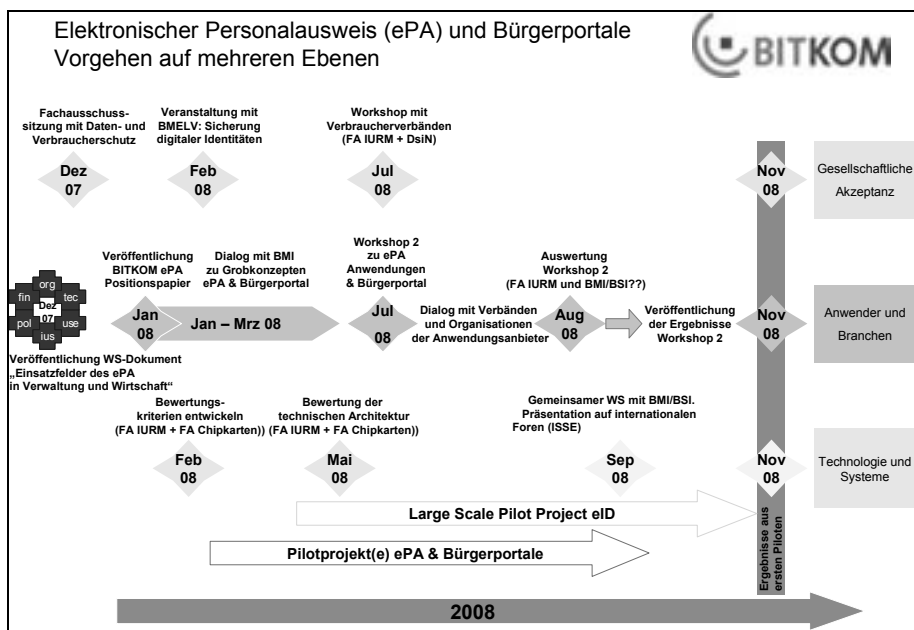 Elektronischer Personalausweis (ePA) und Bürgerportale
Vorgehen auf mehreren Ebenen
BITKOM
Fachausschuss-
sitzung mit Daten- und
Verbraucherschutz
Dez
07
Veranstaltung mit
BMELV: Sicherung
digitaler Identitäten
Feb
08
Workshop mit
Verbraucherverbänden
(FA IURM + DsiN)
Jul
08
Nov
08
Gesellschaftliche
Akzeptanz
org
fin
tec
Dez
07
pol
use
ius
Veröffentlichung WS-Dokument
„Einsatzfelder des ePA
in Verwaltung und Wirtschaft“
Veröffentlichung
BITKOM ePA
Positionspapier
Jan
08
Dialog mit BMI
zu Grobkonzepten
ePA & Bürgerportal
Jan – Mrz 08
Workshop 2
zu ePA
Anwendungen
& Bürgerportal
Jul
08
Dialog mit Verbänden
und Organisationen
der Anwendungsanbieter
Auswertung
Workshop 2
(FA IURM und BMI/BSI??)
Aug
08
Veröffentlichung
der Ergebnisse
Workshop 2
Nov
08
Anwender und
Branchen
Bewertungs-
kriterien entwickeln
(FA IURM + FA Chipkarten))
Feb
08
Bewertung der
technischen Architektur
(FA IURM + FA Chipkarten))
Mai
08
Gemeinsamer WS mit BMI/BSI.
Präsentation auf internationalen
Foren (ISSE)
Sep
08
Nov
08
Technologie und
Systeme
Large Scale Pilot Project eID
Pilotprojekt(e) ePA & Bürgerportale
Ergebnisse aus
ersten Piloten
2008